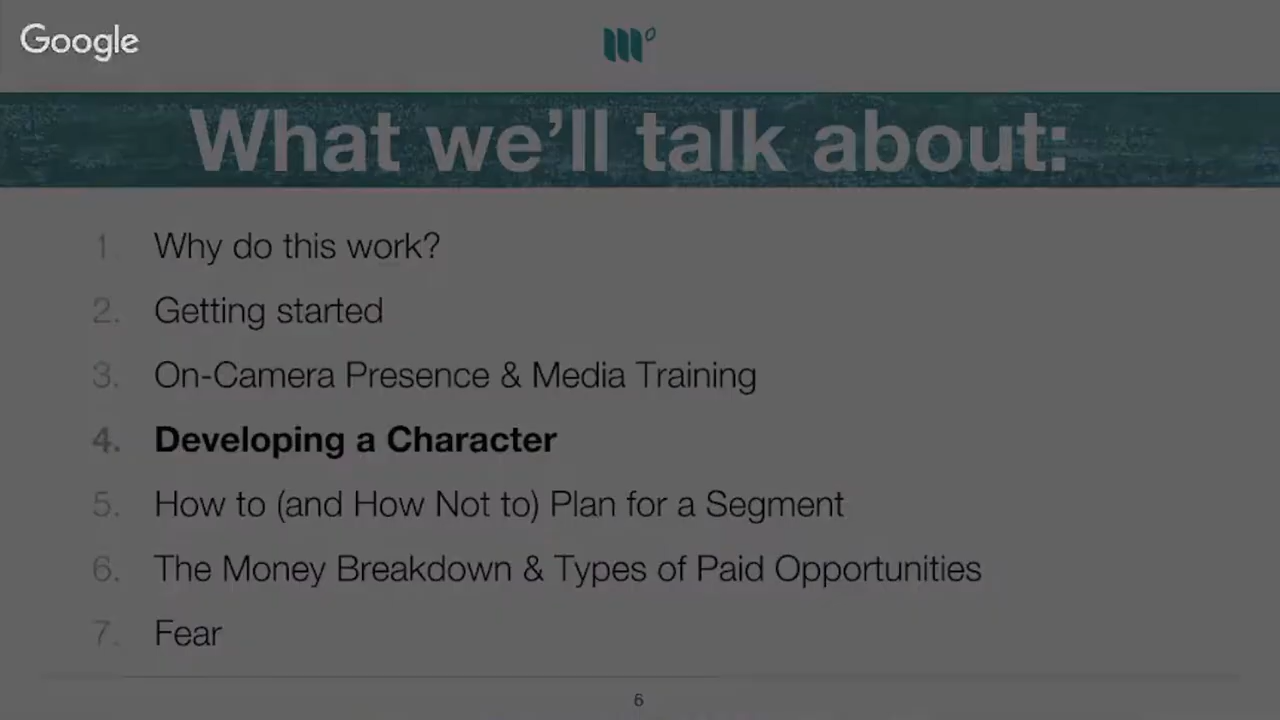 Google
What we'll talk about:
1. Why do this work?
2. Getting started
3. On-Camera Presence & Media Training
4. Developing a Character
5. How to (and How Not to) Plan for a Segment
6. The Money Breakdown & Types of Paid Opportunities
7. Fear
6